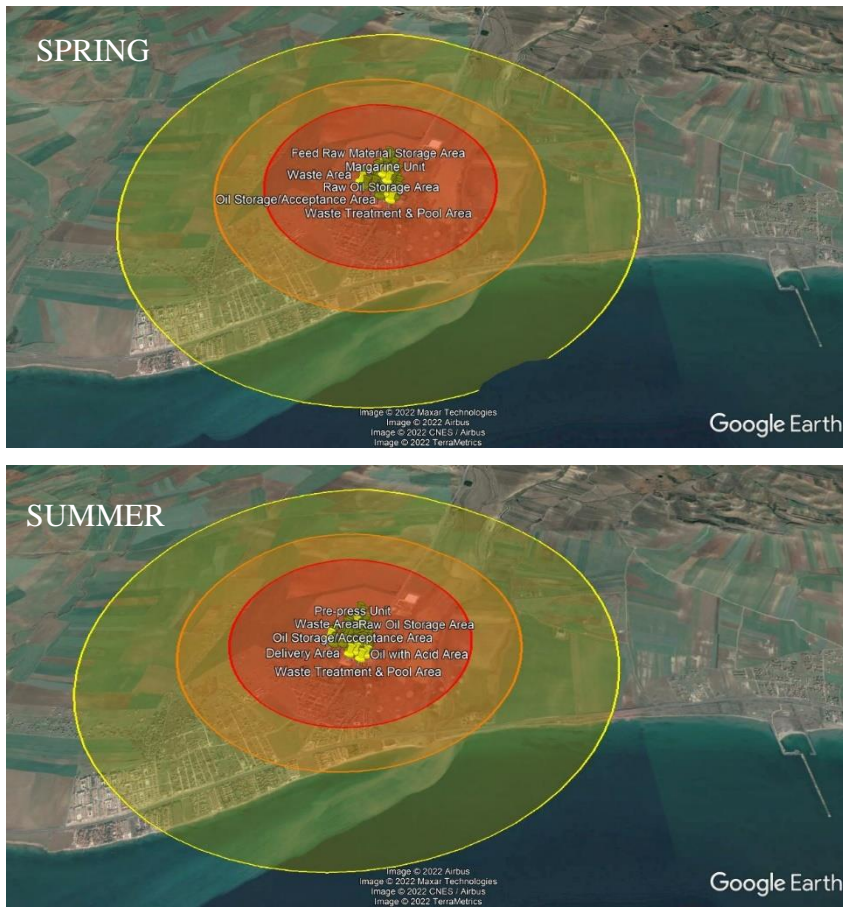 SPRING
Feed Raw Material Storage Area
Margarine Unit
Waste Area
Raw Oil Storage Area
Oil Storage/Acceptance Area
Waste Treatment & Pool Area
Image © 2022 Maxar Technologies
Image © 2022 Airbus
Image © 2022 CNES / Airbus
Image © 2022 TerraMetrics
Google Earth
SUMMER
Pre-press Unit
Waste Area Raw Oil Storage Area
Oil Storage/Acceptance Area
Delivery Area Oil with Acid Area
Waste Treatment & Pool Area
Image © 2022 Airbus
Image © 2022 Maxar Technologies
Image © 2022 CNES / Airbus
Image © 2022 TerraMetrics
Google Earth